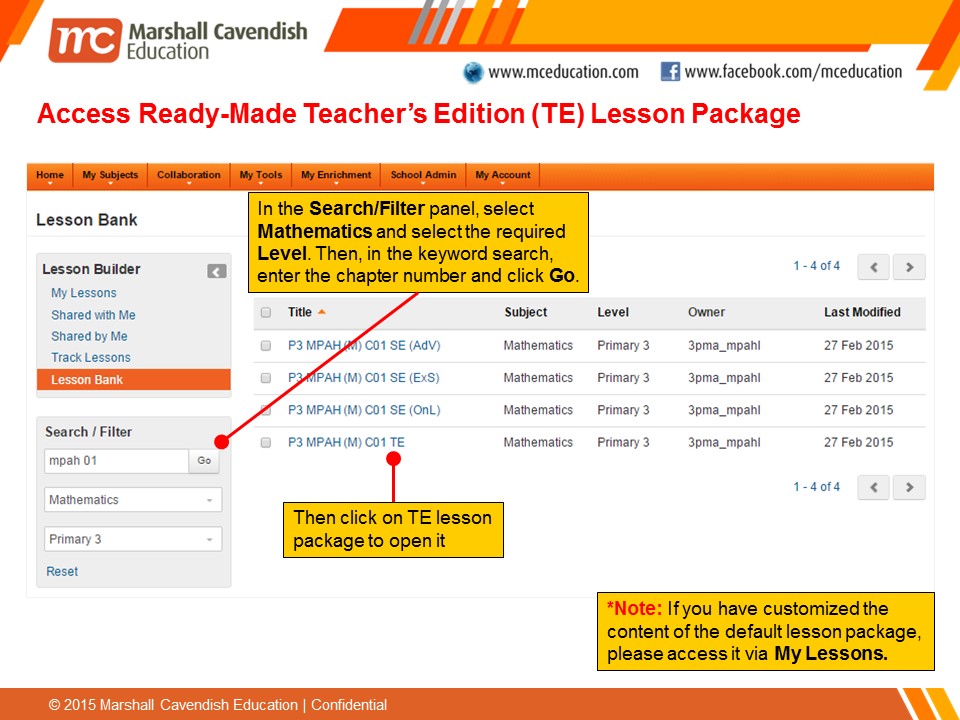 mc Marshall Cavendish
Education
www.mceducation.com
www.facebook.com/mceducation
Access Ready-Made Teacher’s Edition (TE) Lesson Package
Home My Subjects Collaboration My Tools My Enrichment School Admin My Account
Lesson Bank
In the Search/Filter panel, select
Mathematics and select the required
Level. Then, in the keyword search,
enter the chapter number and click Go.
Lesson Builder
My Lessons
Shared with Me
Shared by Me
Track Lessons
Lesson Bank
1 - 4 of 4
Title Subject Level Owner Last Modified
P3 MPAH (M) C01 SE (AdV) Mathematics Primary 3 3pma_mpahl 27 Feb 2015
P3 MPAH (M) C01 SE (ExS) Mathematics Primary 3 3pma_mpahl 27 Feb 2015
P3 MPAH (M) C01 SE (OnL) Mathematics Primary 3 3pma_mpahl 27 Feb 2015
P3 MPAH (M) C01 TE Mathematics Primary 3 3pma_mpahl 27 Feb 2015
1 - 4 of 4
Search / Filter
mpah 01 Go
Mathematics
Primary 3
Reset
Then click on TE lesson
package to open it
*Note: If you have customized the
content of the default lesson package,
please access it via My Lessons.
© 2015 Marshall Cavendish Education | Confidential